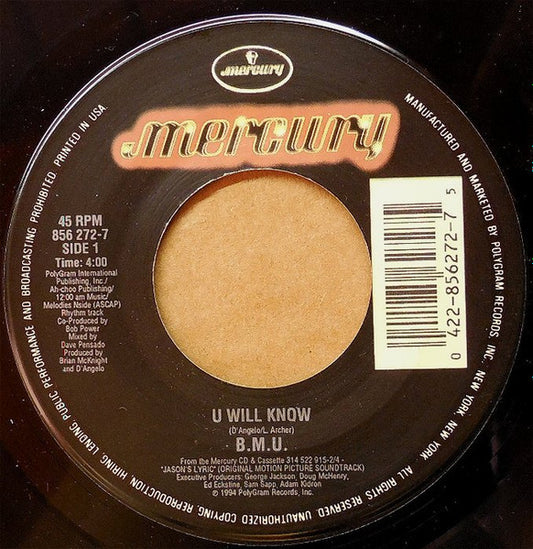 mercury
mercury
MANUFACTURED AND MARKETED BY POLYGRAM RECORDS, INC. NEW YORK, NEW YORK. ALL RIGHTS RESERVED. UNAUTHORIZED COPYING, REPRODUCTION, HIRING, LENDING, PUBLIC PERFORMANCE AND BROADCASTING PROHIBITED. PRINTED IN USA.
45 RPM
856 272-7
SIDE 1
Time: 4:00
PolyGram International
Publishing, Inc./
Ah-choo Publishing/
12:00 am Music/
Melodies Nside (ASCAP)
Rhythm track
Co-Produced by
Bob Power
Mixed by
Dave Pensado
Produced by
Brian McKnight
and D'Angelo
0 422-856272-7 5
U WILL KNOW
(D'Angelo/L. Archer)
B.M.U.
From the Mercury CD & Cassette 314 522 915-2/4 -
"JASON'S LYRIC" (ORIGINAL MOTION PICTURE SOUNDTRACK)
Executive Producers: George Jackson, Doug McHenry,
Ed Eckstine, Sam Sapp, Adam Kidron
℗ © 1994 PolyGram Records, Inc.